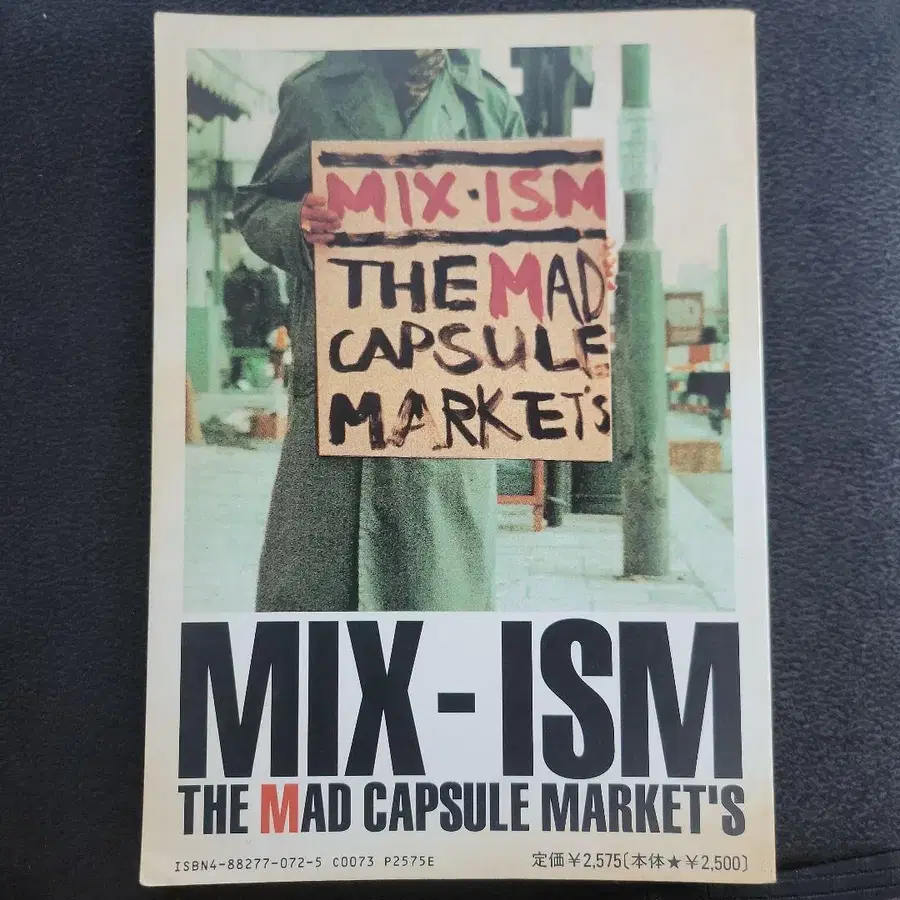 MIX・ISM
THE MAD
CAPSULE
MARKET'S
MIX-ISM
THE MAD CAPSULE MARKET'S
ISBN4-88277-072-5 C0073 P2575E
定価￥2,575〔本体★￥2,500〕